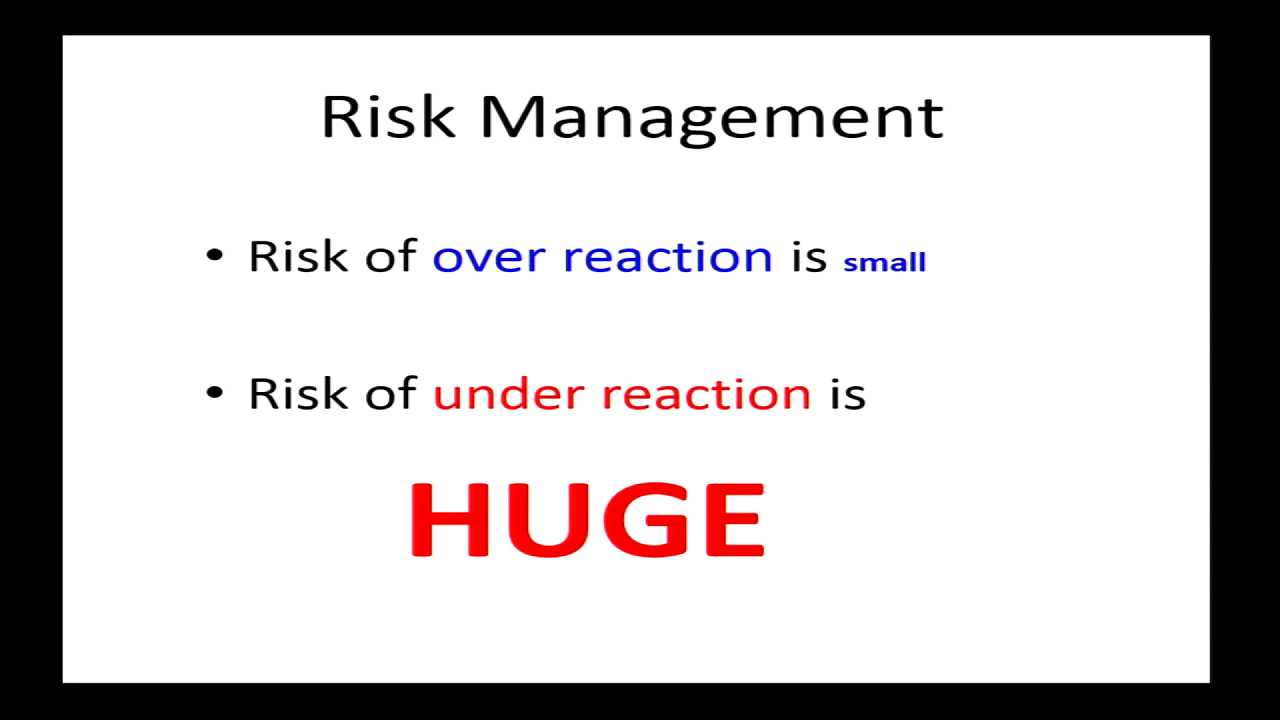 Risk Management
• Risk of over reaction is small
• Risk of under reaction is
HUGE